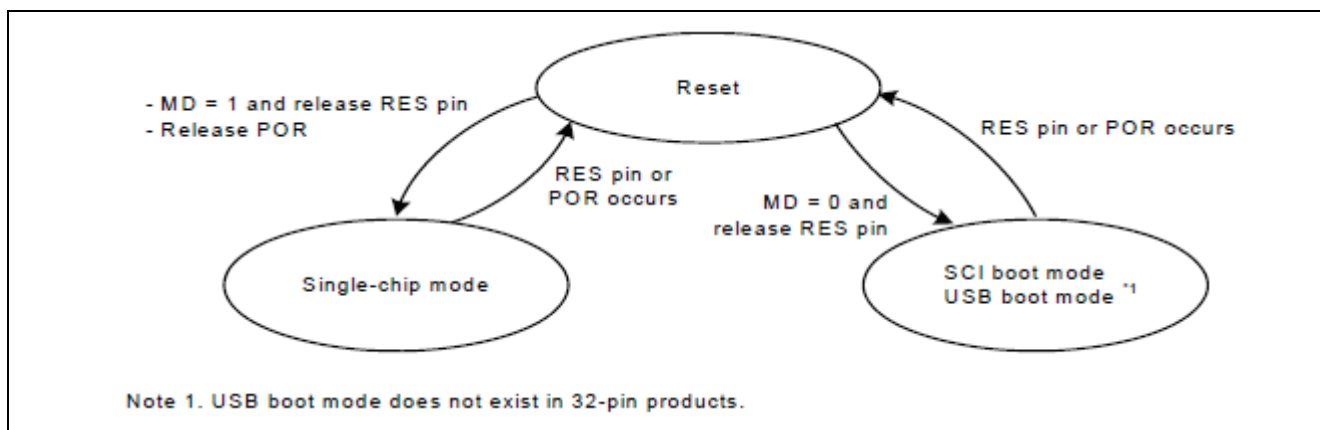 Reset
- MD = 1 and release RES pin
- Release POR
RES pin or POR occurs
RES pin or
POR occurs
MD = 0 and
release RES pin
Single-chip mode
SCI boot mode
USB boot mode *1
Note 1. USB boot mode does not exist in 32-pin products.